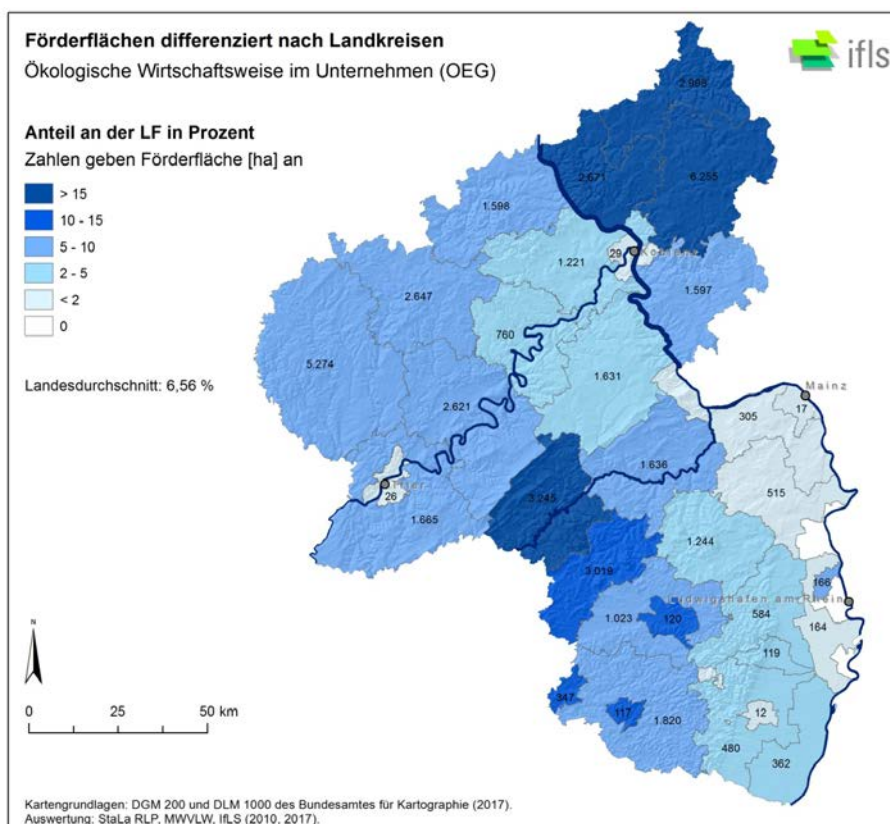 Förderflächen differenziert nach Landkreisen
Ökologische Wirtschaftsweise im Unternehmen (OEG)
ifls
Anteil an der LF in Prozent
Zahlen geben Förderfläche [ha] an
> 15
10 - 15
5 - 10
2 - 5
< 2
0
Landesdurchschnitt: 6,56 %
2.671
6.255
1.598
1.221
29
Koblenz
1.597
2.647
760
5.274
1.631
2.621
Mainz
305
17
1.636
515
Trier
26
3.245
1.665
1.244
3.019
166
Ludwigshafen am Rhein
1.023
120
584
164
119
347
117
1.820
12
480
362
N
0 25 50 km
Kartengrundlagen: DGM 200 und DLM 1000 des Bundesamtes für Kartographie (2017).
Auswertung: StaLa RLP, MWVLW, IfLS (2010, 2017).